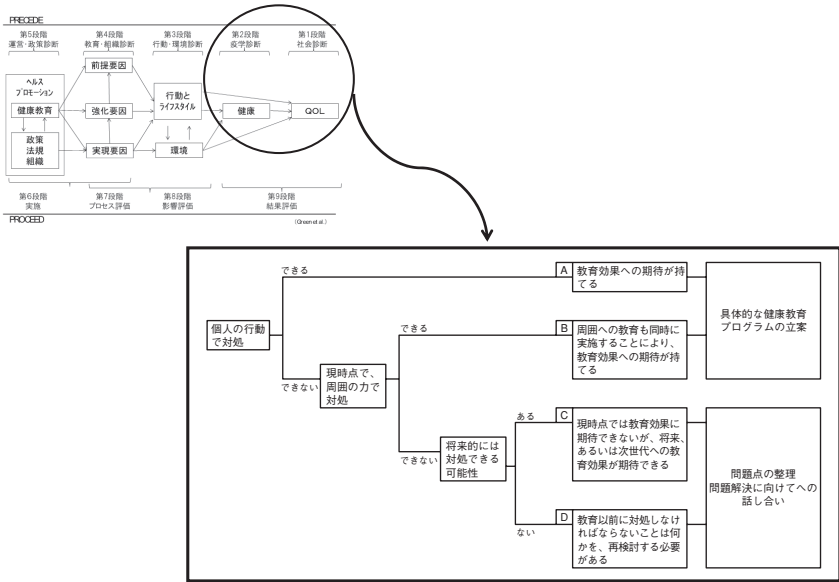 PRECEDE
第5段階
運営・政策診断
第4段階
教育・組織診断
第3段階
行動・環境診断
第2段階
疫学診断
第1段階
社会診断
ヘルス
プロモーション
健康教育
政策
法規
組織
前提要因
強化要因
実現要因
行動と
ライフスタイル
環境
健康
QOL
第6段階
実施
第7段階
プロセス評価
第8段階
影響評価
第9段階
結果評価
PROCEED
(Green et al.)
個人の行動
で対処
できる
できない
現時点で、
周囲の力で
対処
できる
できない
将来的には
対処できる
可能性
ある
ない
A
教育効果への期待が持
てる
B
周囲への教育も同時に
実施することにより、
教育効果への期待が持
てる
C
現時点では教育効果に
期待できないが、将来、
あるいは次世代への教
育効果が期待できる
D
教育以前に対処しなけ
ればならないことは何
かを、再検討する必要
がある
具体的な健康教育
プログラムの立案
問題点の整理
問題解決に向けてへの
話し合い